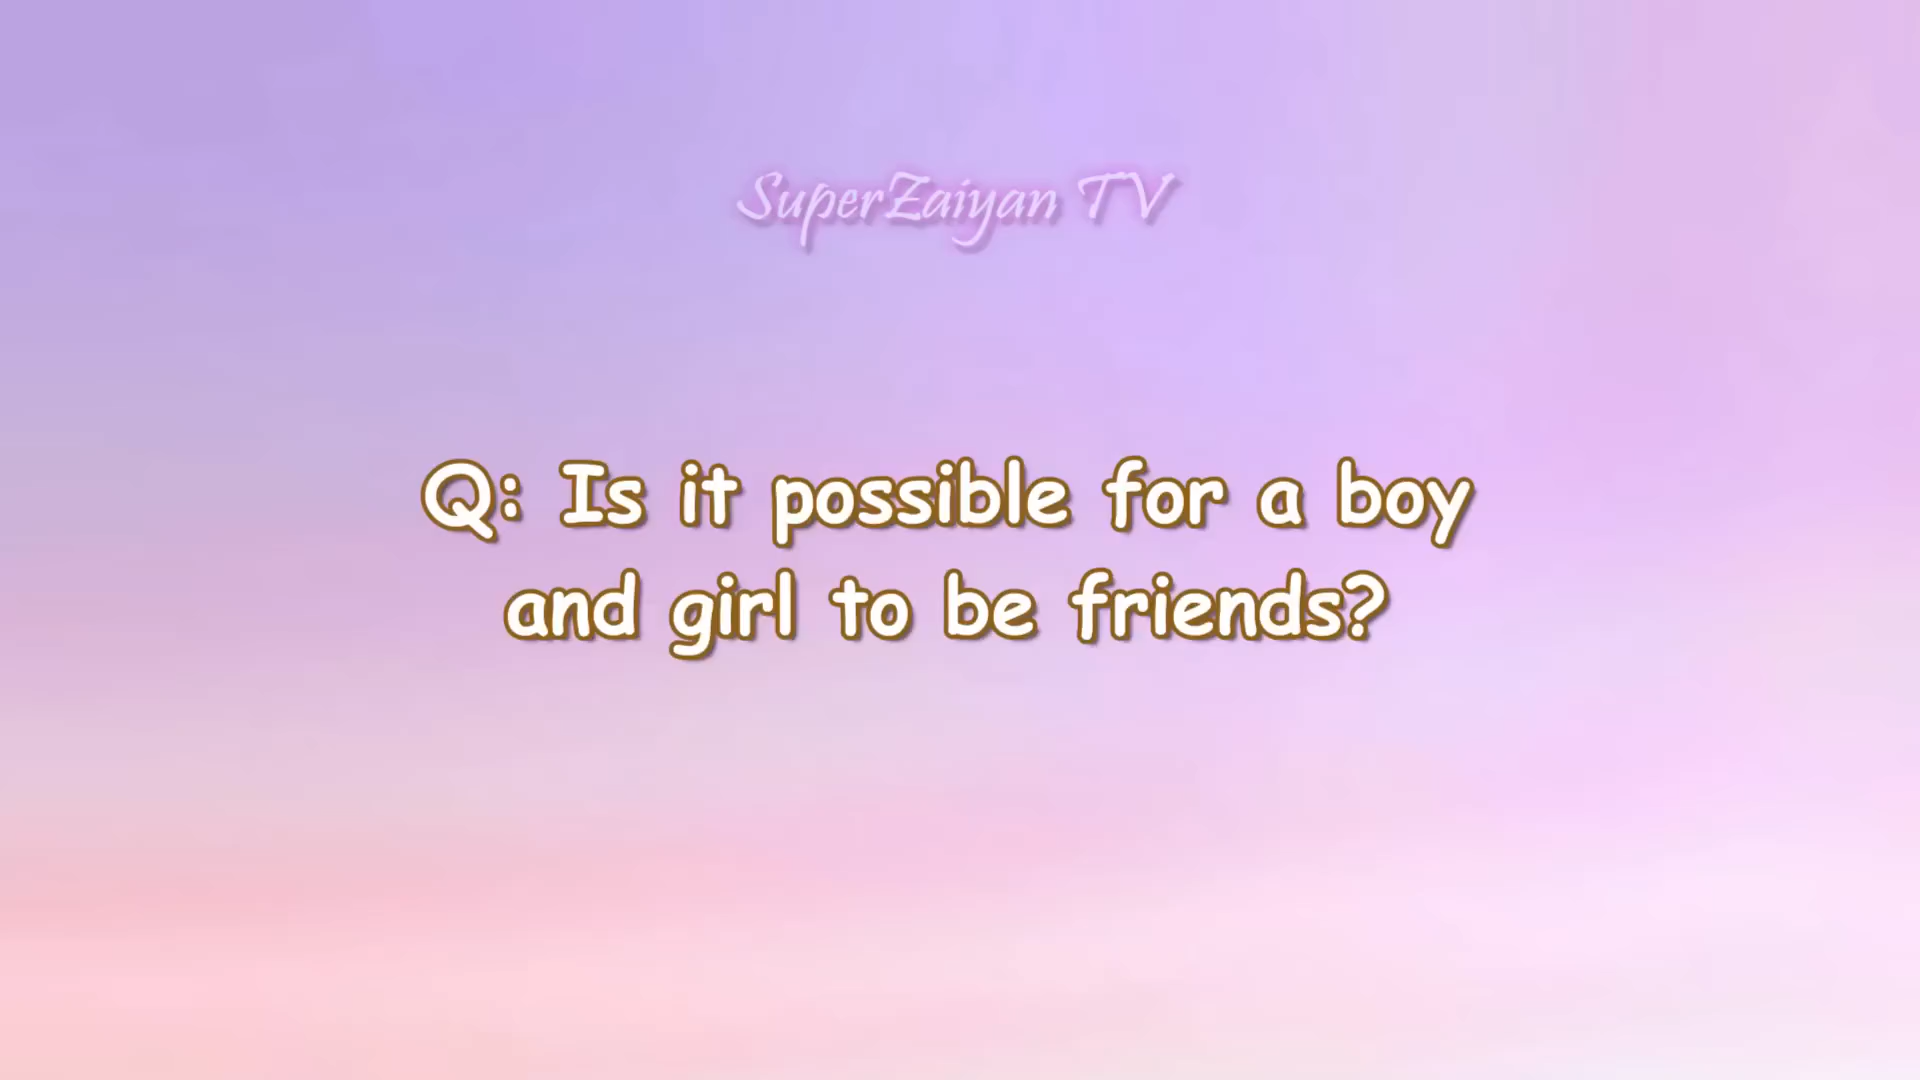 SuperZaiyan TV
Q: Is it possible for a boy
and girl to be friends?